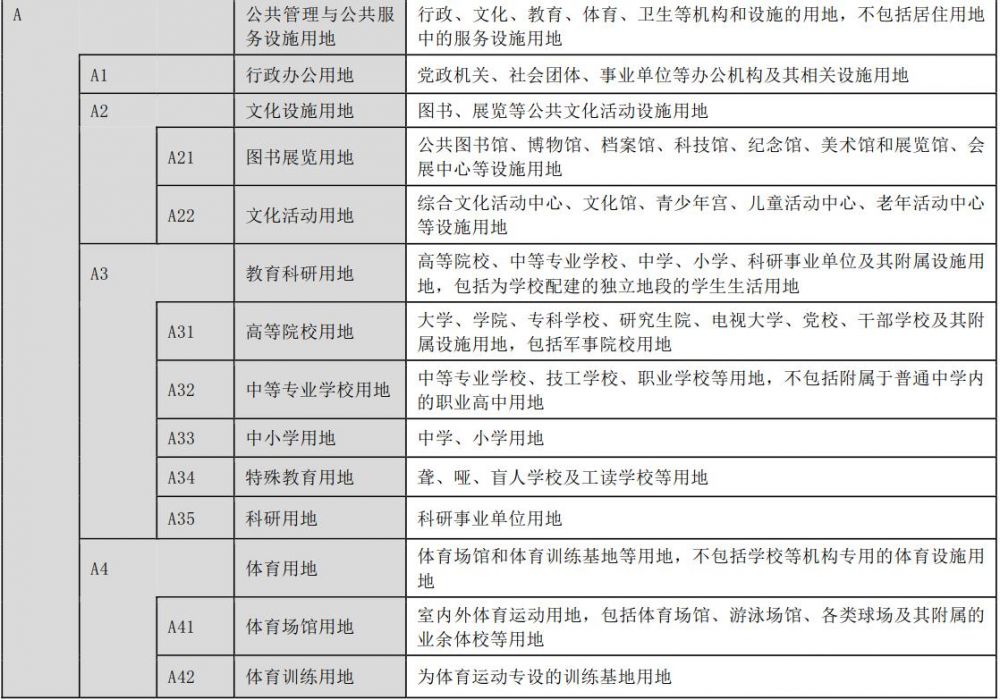 A 公共管理与公共服 行政、文化、教育、体育、卫生等机构和设施的用地，不包括居住用地
务设施用地 中的服务设施用地
A1 行政办公用地 党政机关、社会团体、事业单位等办公机构及其相关设施用地
A2 文化设施用地 图书、展览等公共文化活动设施用地
A21 图书展览用地 公共图书馆、博物馆、档案馆、科技馆、纪念馆、美术馆和展览馆、会
展中心等设施用地
A22 文化活动用地 综合文化活动中心、文化馆、青少年宫、儿童活动中心、老年活动中心
等设施用地
A3 教育科研用地 高等院校、中等专业学校、中学、小学、科研事业单位及其附属设施用
地，包括为学校配建的独立地段的学生生活用地
A31 高等院校用地 大学、学院、专科学校、研究生院、电视大学、党校、干部学校及其附
属设施用地，包括军事院校用地
A32 中等专业学校用地 中等专业学校、技工学校、职业学校等用地，不包括附属于普通中学内
的职业高中用地
A33 中小学用地 中学、小学用地
A34 特殊教育用地 聋、哑、盲人学校及工读学校等用地
A35 科研用地 科研事业单位用地
A4 体育用地 体育场馆和体育训练基地等用地，不包括学校等机构专用的体育设施用
地
A41 体育场馆用地 室内外体育运动用地，包括体育场馆、游泳场馆、各类球场及其附属的
业余体校等用地
A42 体育训练用地 为体育运动专设的训练基地用地